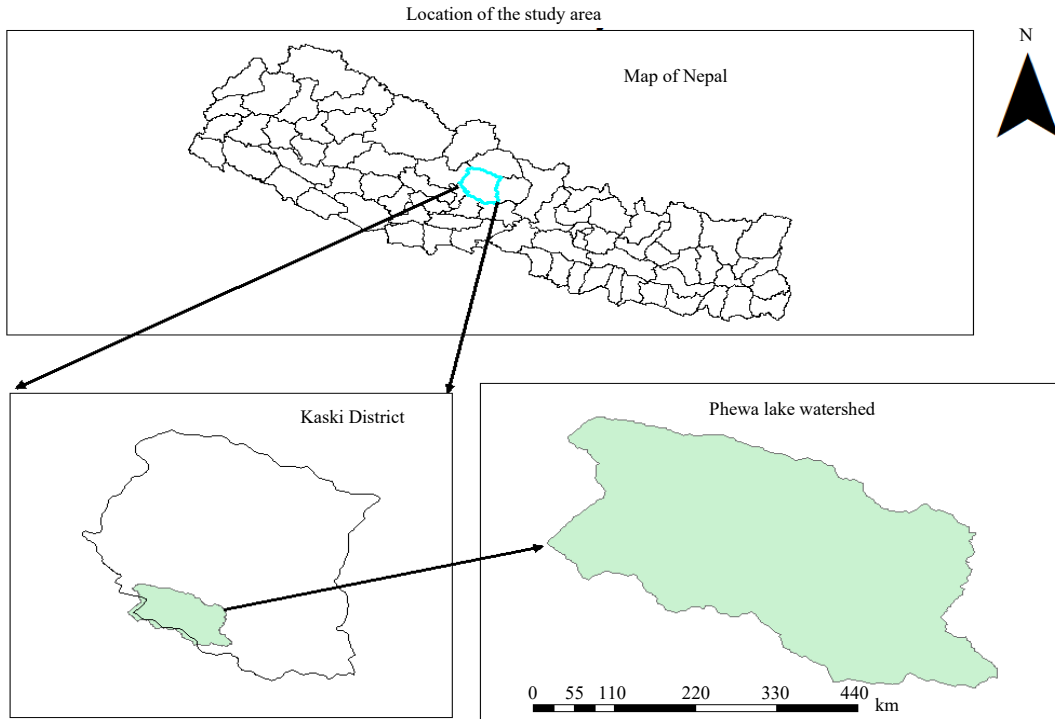 Location of the study area
N
Map of Nepal
Kaski District
Phewa lake watershed
0 55 110 220 330 440
km